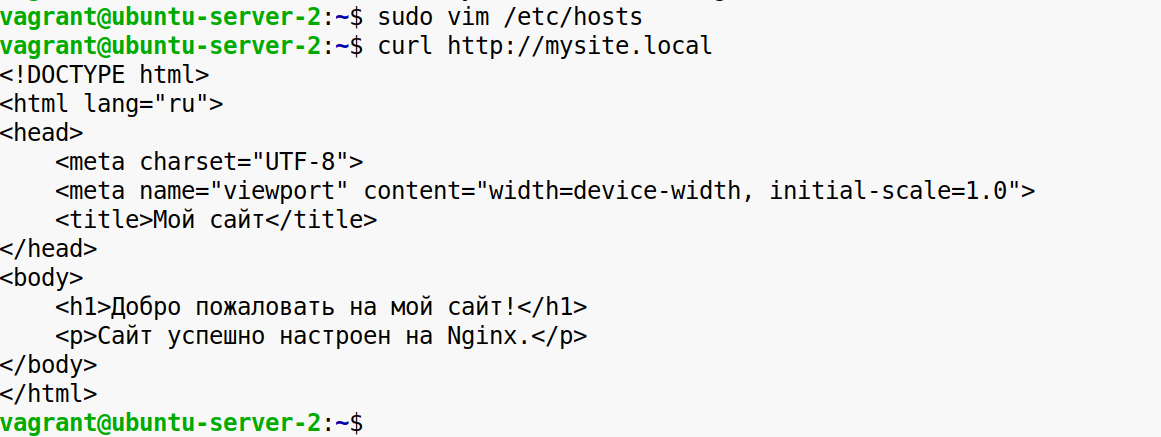 vagrant@ubuntu-server-2:~$ sudo vim /etc/hosts
vagrant@ubuntu-server-2:~$ curl http://mysite.local
<!DOCTYPE html>
<html lang="ru">
<head>
    <meta charset="UTF-8">
    <meta name="viewport" content="width=device-width, initial-scale=1.0">
    <title>Мой сайт</title>
</head>
<body>
    <h1>Добро пожаловать на мой сайт!</h1>
    <p>Сайт успешно настроен на Nginx.</p>
</body>
</html>
vagrant@ubuntu-server-2:~$